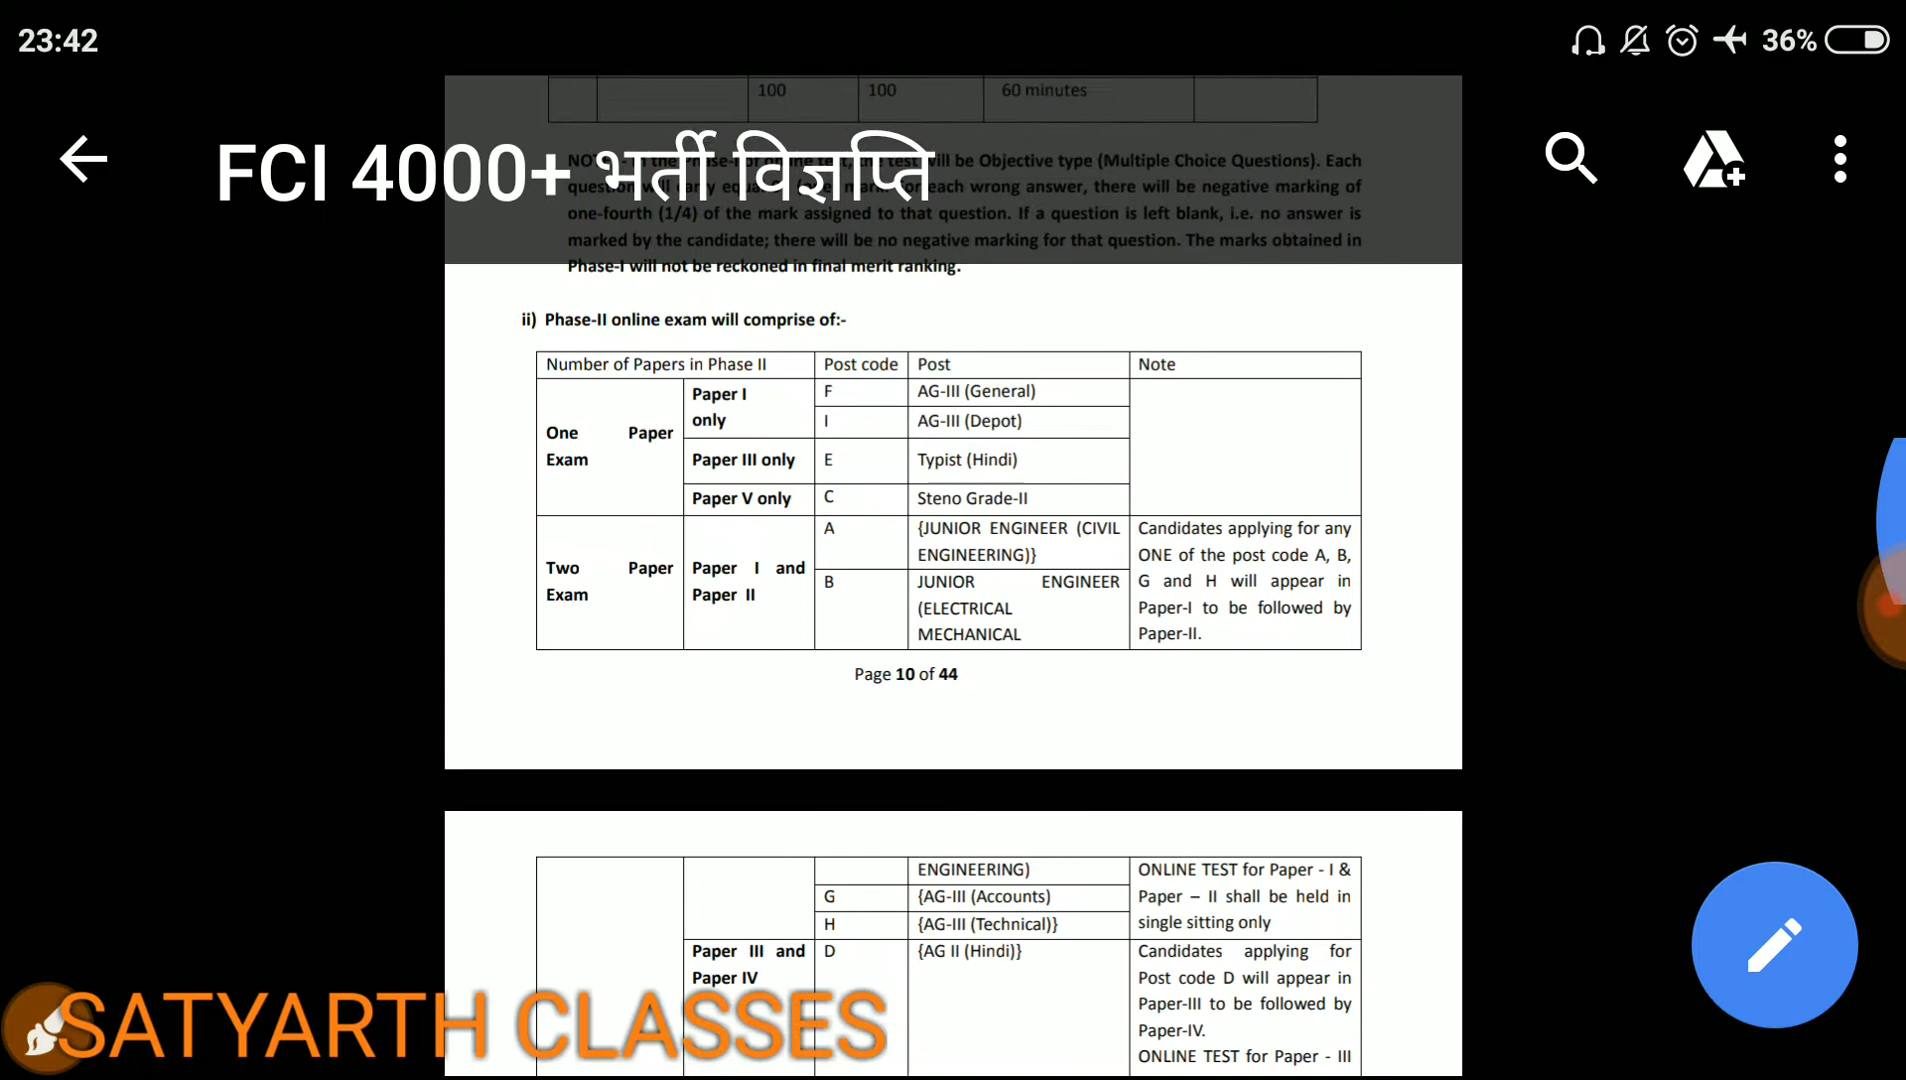 23:42
36%
100 100 60 minutes
FCI 4000+ भर्ती विज्ञप्ति
will be Objective type (Multiple Choice Questions). Each
each wrong answer, there will be negative marking of
one-fourth (1/4) of the mark assigned to that question. If a question is left blank, i.e. no answer is
marked by the candidate; there will be no negative marking for that question. The marks obtained in
Phase-I will not be reckoned in final merit ranking.
ii) Phase-II online exam will comprise of:-
Number of Papers in Phase II Post code Post Note
Paper I only F AG-III (General)
I AG-III (Depot)
One Paper Exam
Paper III only E Typist (Hindi)
Paper V only C Steno Grade-II
Two Paper Exam
Paper I and Paper II
A {JUNIOR ENGINEER (CIVIL
ENGINEERING)}
B JUNIOR ENGINEER
(ELECTRICAL
MECHANICAL
Candidates applying for any
ONE of the post code A, B,
G and H will appear in
Paper-I to be followed by
Paper-II.
Page 10 of 44
ENGINEERING)
G {AG-III (Accounts)
H {AG-III (Technical)}
ONLINE TEST for Paper - I &
Paper – II shall be held in
single sitting only
Paper III and
Paper IV
D {AG II (Hindi)}
Candidates applying for
Post code D will appear in
Paper-III to be followed by
Paper-IV.
ONLINE TEST for Paper - III
SATYARTH CLASSES